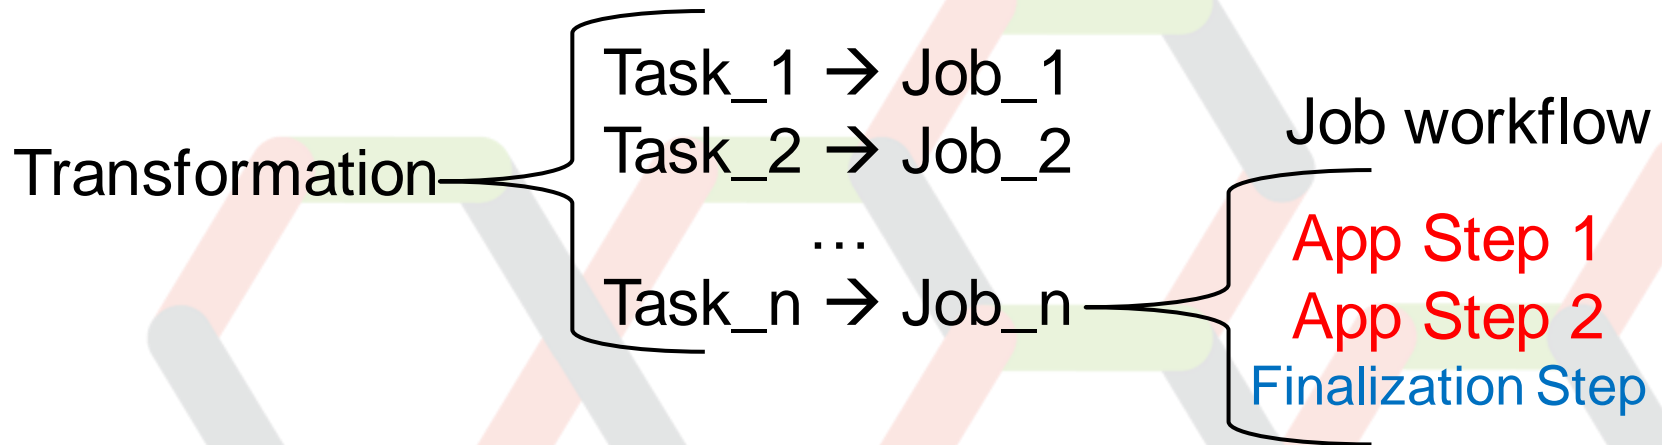 Transformation
Task_1 → Job_1
Task_2 → Job_2
…
Task_n → Job_n
Job workflow
App Step 1
App Step 2
Finalization Step